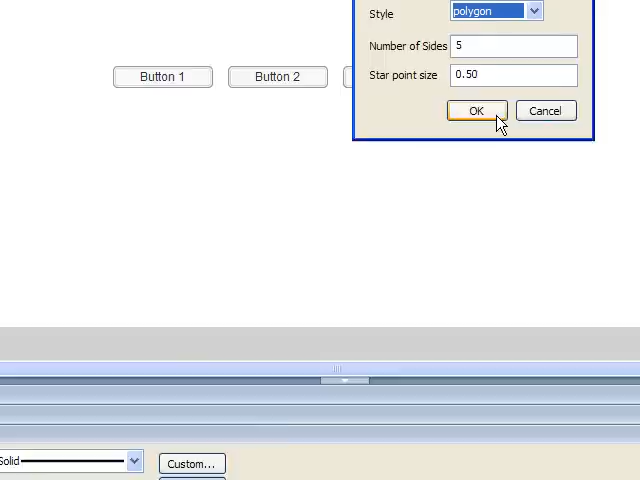 Style
polygon
Number of Sides
5
Star point size
0.50
Button 1
Button 2
OK
Cancel
Solid
Custom...